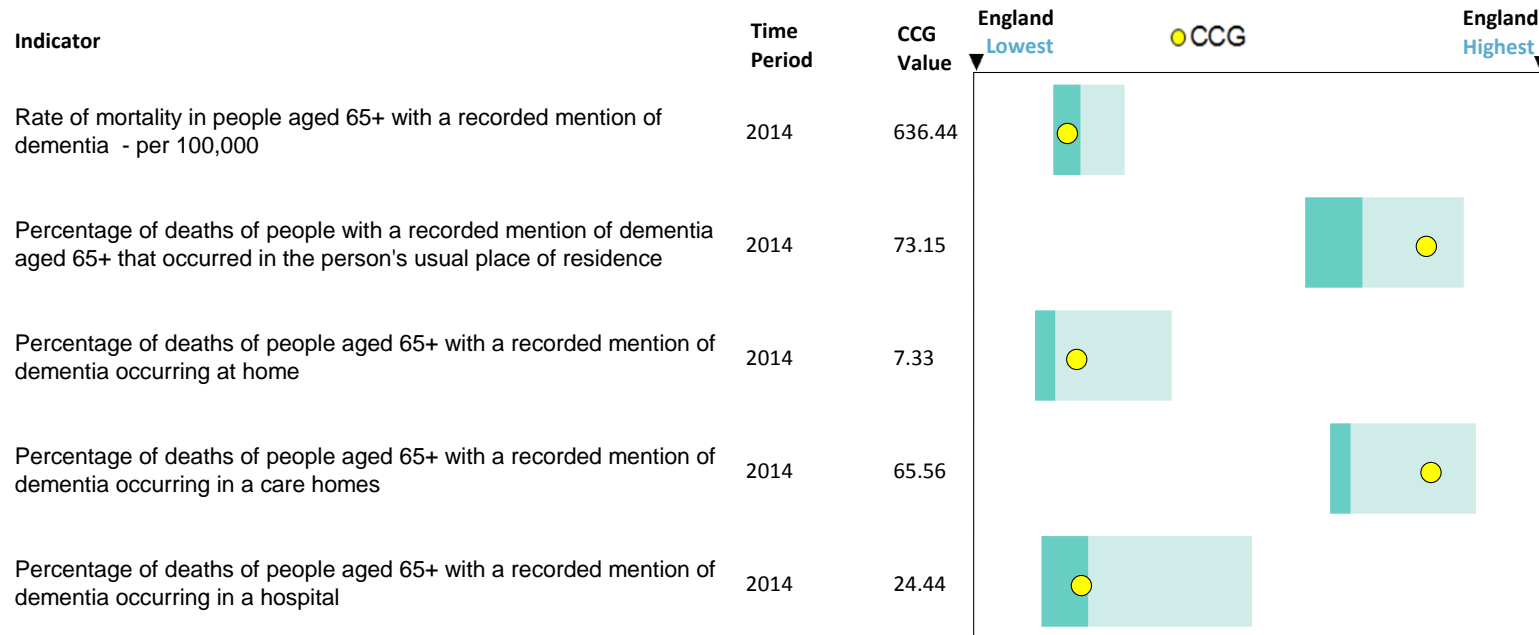 Indicator
Time
Period
CCG
Value
England
Lowest
CCG
England
Highest
Rate of mortality in people aged 65+ with a recorded mention of
dementia - per 100,000
2014
636.44
Percentage of deaths of people with a recorded mention of dementia
aged 65+ that occurred in the person's usual place of residence
2014
73.15
Percentage of deaths of people aged 65+ with a recorded mention of
dementia occurring at home
2014
7.33
Percentage of deaths of people aged 65+ with a recorded mention of
dementia occurring in a care homes
2014
65.56
Percentage of deaths of people aged 65+ with a recorded mention of
dementia occurring in a hospital
2014
24.44